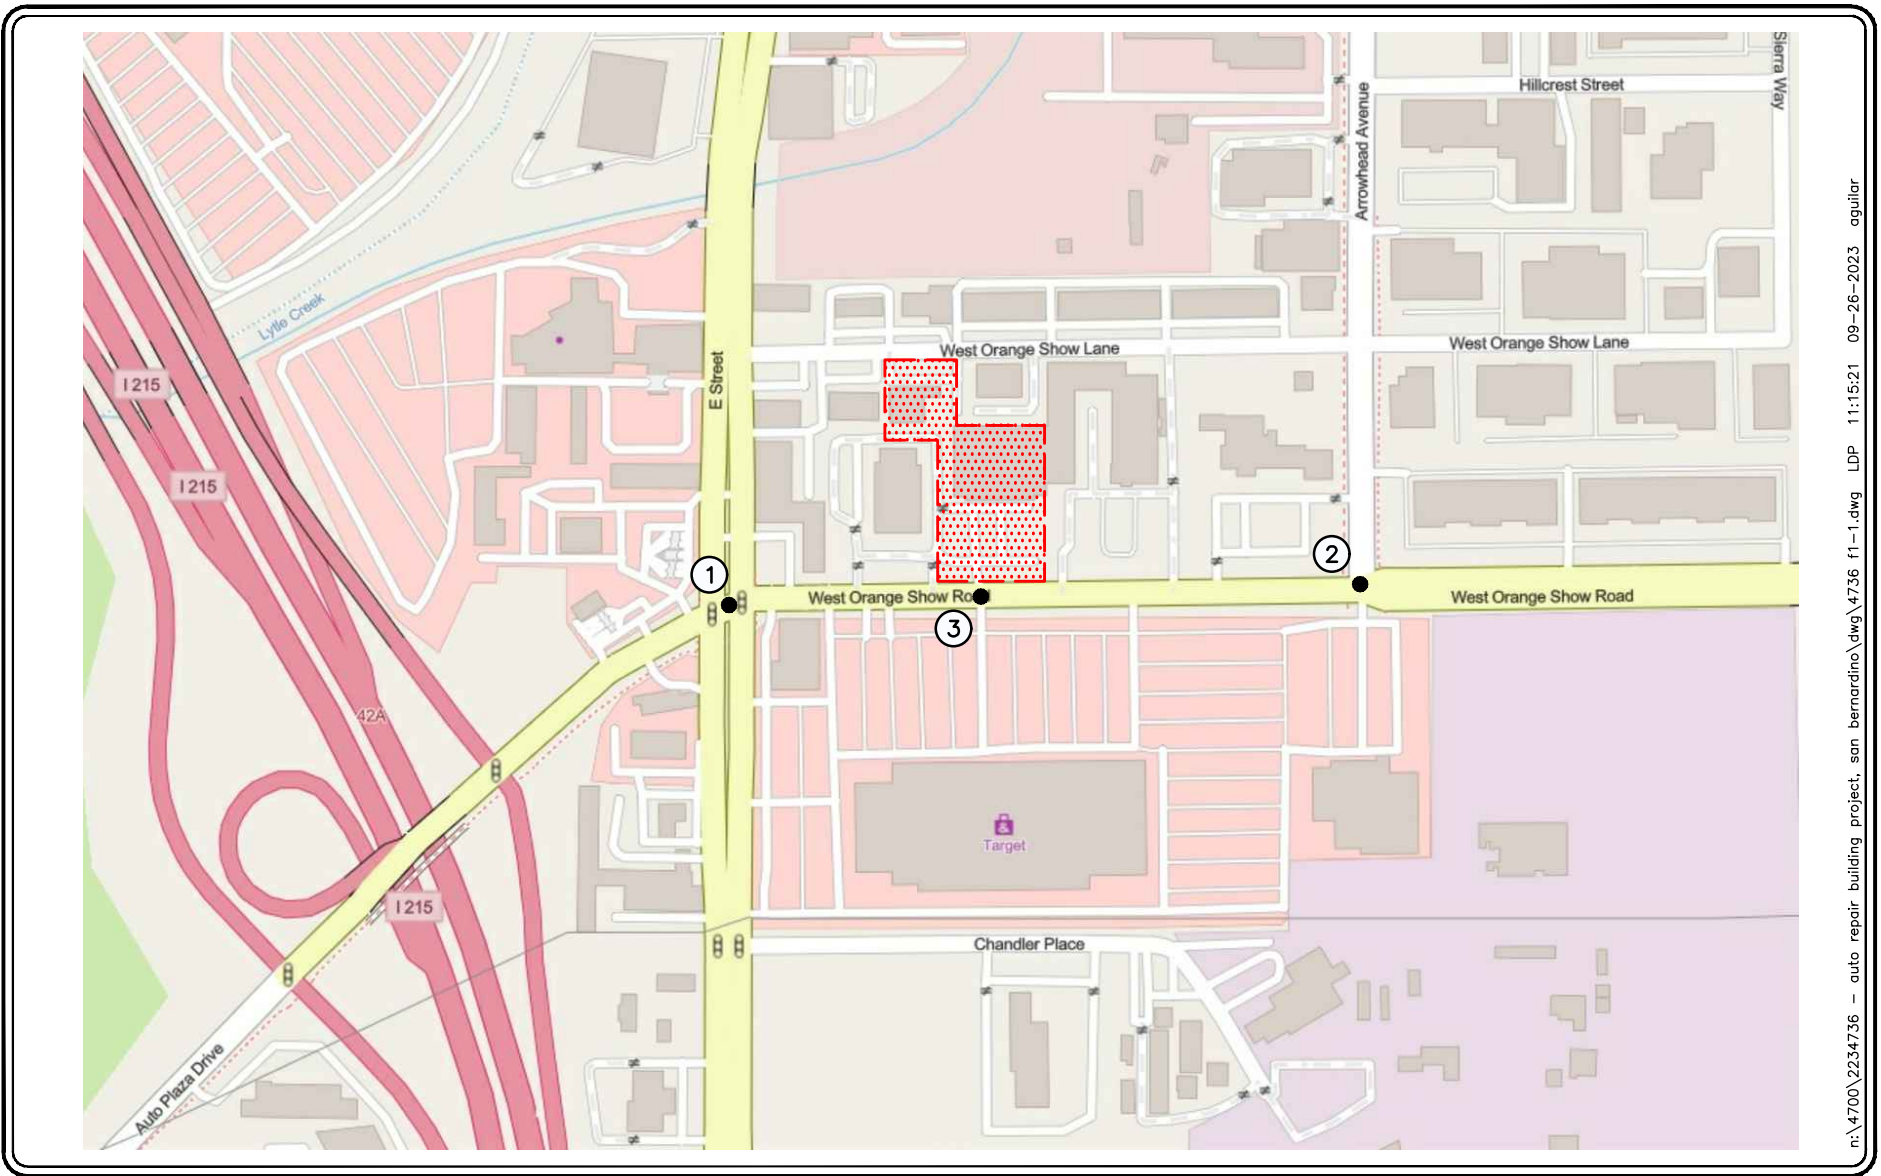 Sierra Way
Hillcrest Street
Arrowhead Avenue
Lytle Creek
West Orange Show Lane
West Orange Show Lane
E Street
I 215
I 215
1
2
West Orange Show Road
West Orange Show Road
3
42A
Target
I 215
Chandler Place
Auto Plaza Drive
n:\4700\2234736 - auto repair building project, san bernardino\dwg\4736 f1-1.dwg LDP 11:15:21 09-26-2023 aguilar